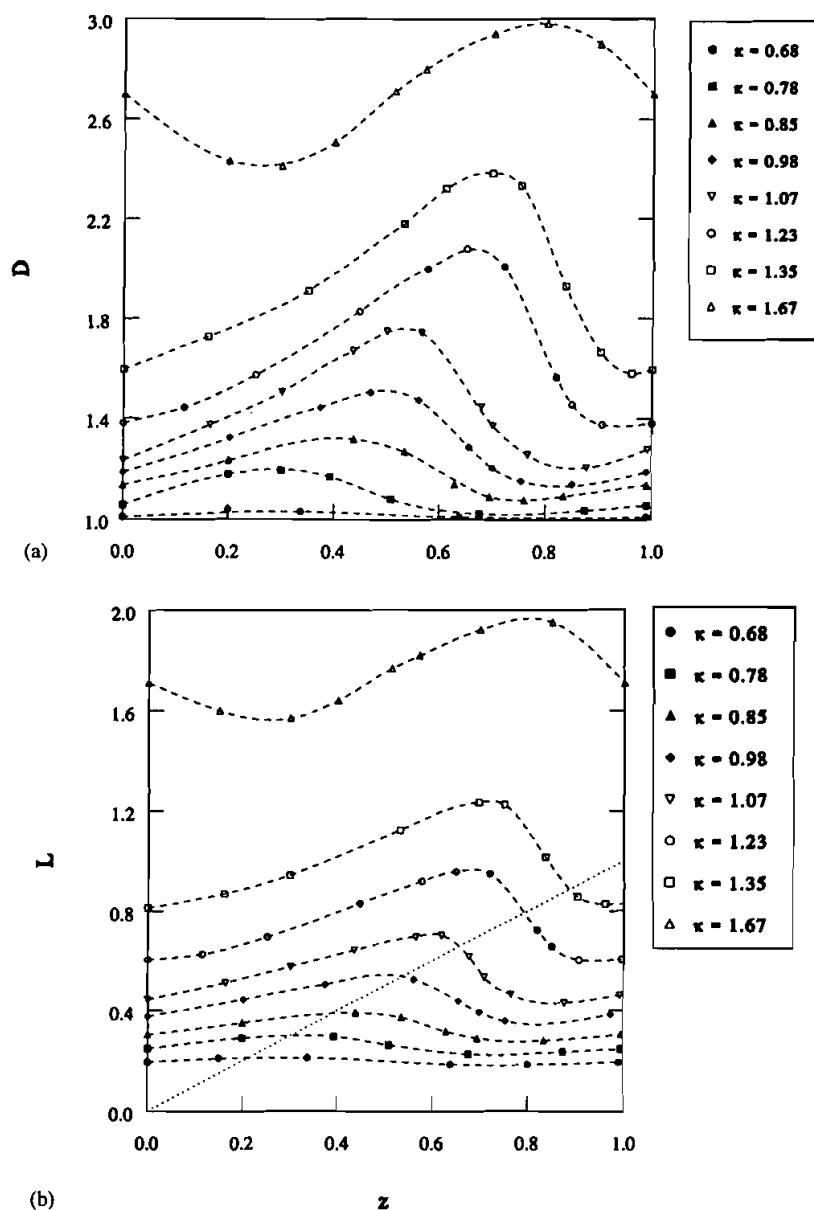 3.0
2.6
2.2
1.8
1.4
1.0
D
0.0 0.2 0.4 0.6 0.8 1.0
(a)
κ = 0.68
κ = 0.78
κ = 0.85
κ = 0.98
κ = 1.07
κ = 1.23
κ = 1.35
κ = 1.67
2.0
1.6
1.2
0.8
0.4
0.0
L
0.0 0.2 0.4 0.6 0.8 1.0
(b)
z
κ = 0.68
κ = 0.78
κ = 0.85
κ = 0.98
κ = 1.07
κ = 1.23
κ = 1.35
κ = 1.67